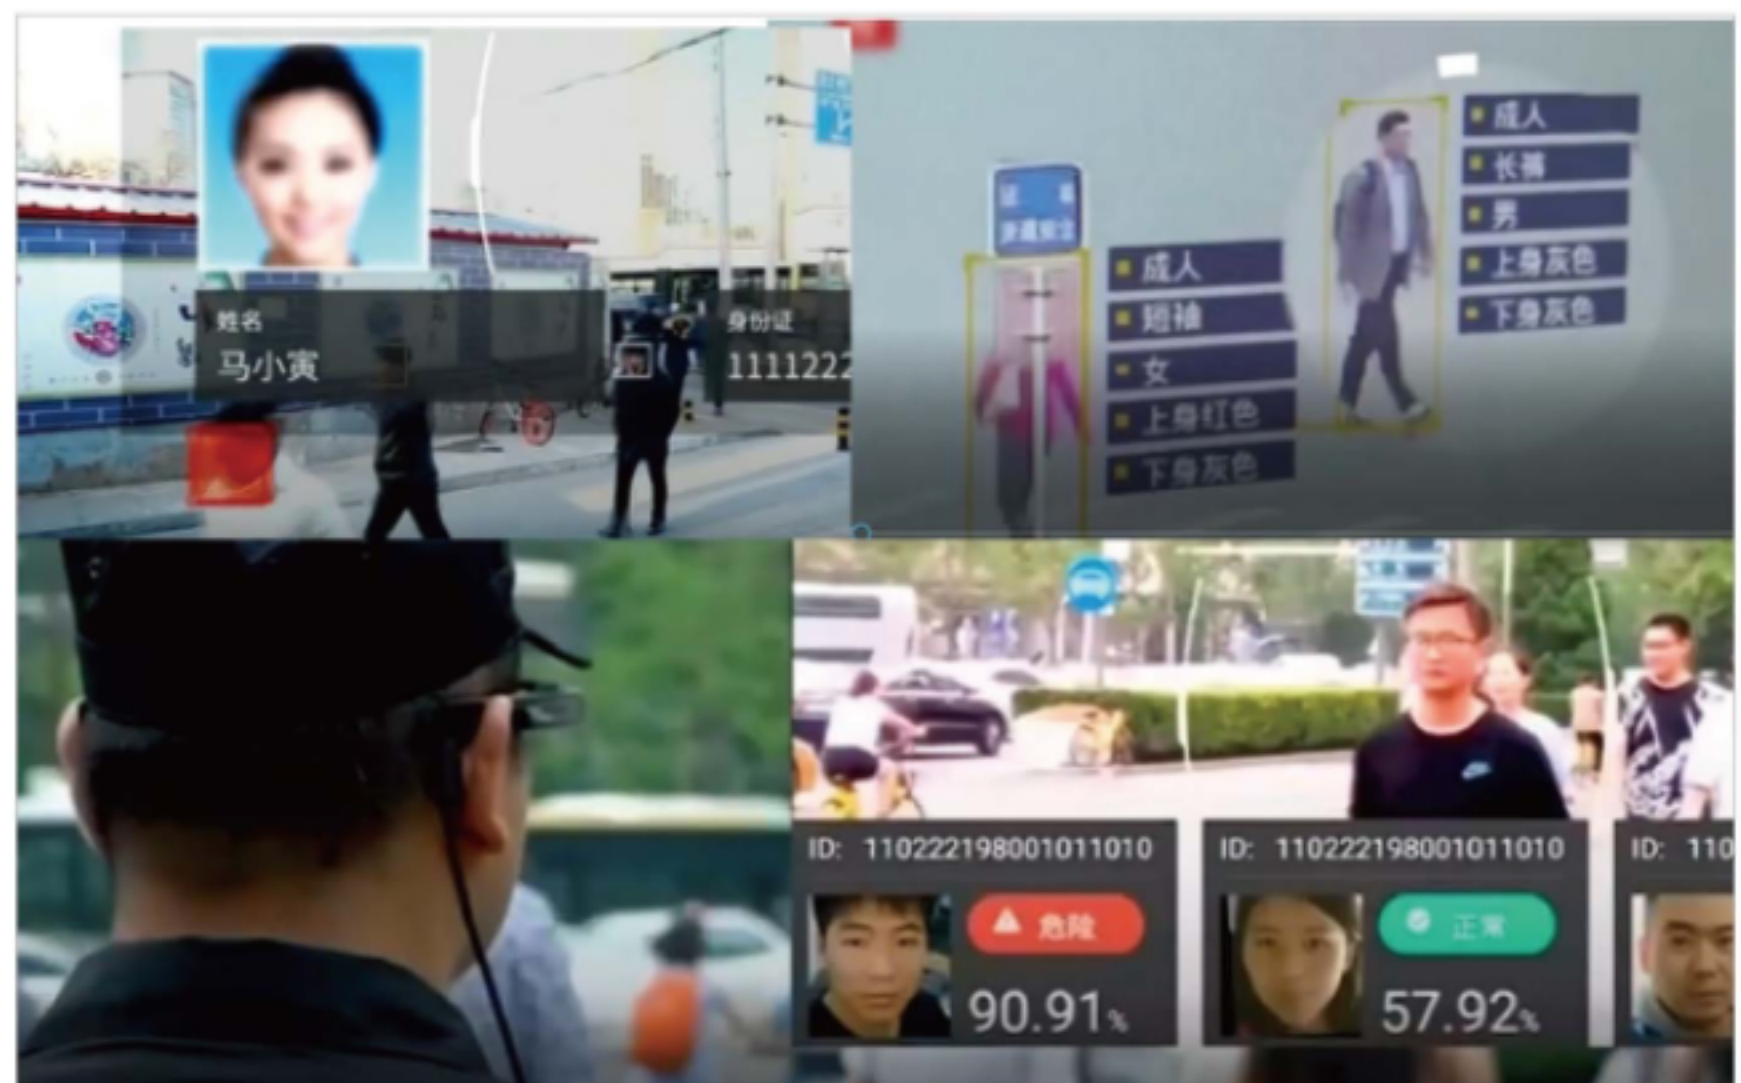 姓名
马小寅
身份证
1111222
成人
短袖
女
上身红色
下身灰色
成人
长裤
男
上身灰色
下身灰色
ID: 110222198001011010
危险
90.91%
ID: 110222198001011010
正常
57.92%
ID: 110